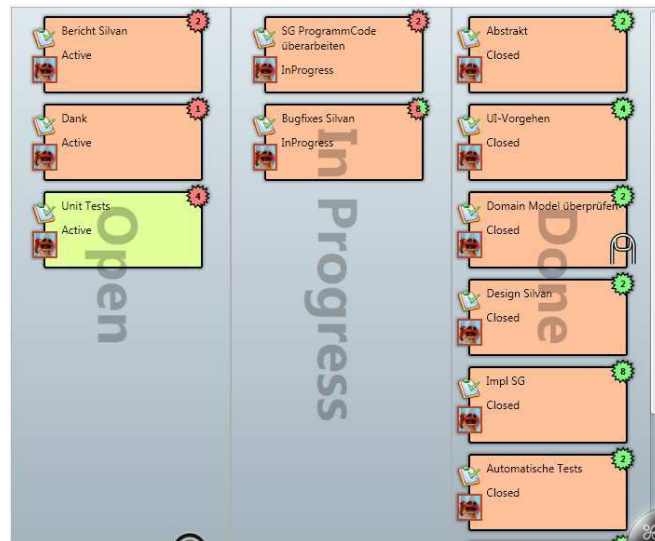 Bericht Silvan
Active
2
Dank
Active
1
Unit Tests
Active
4
Open
SG ProgrammCode
überarbeiten
InProgress
2
Bugfixes Silvan
InProgress
8
In Progress
Abstrakt
Closed
2
UI-Vorgehen
Closed
4
Domain Model überprüfen
Closed
2
Design Silvan
Closed
2
Impl SG
Closed
8
Automatische Tests
Closed
2
Done